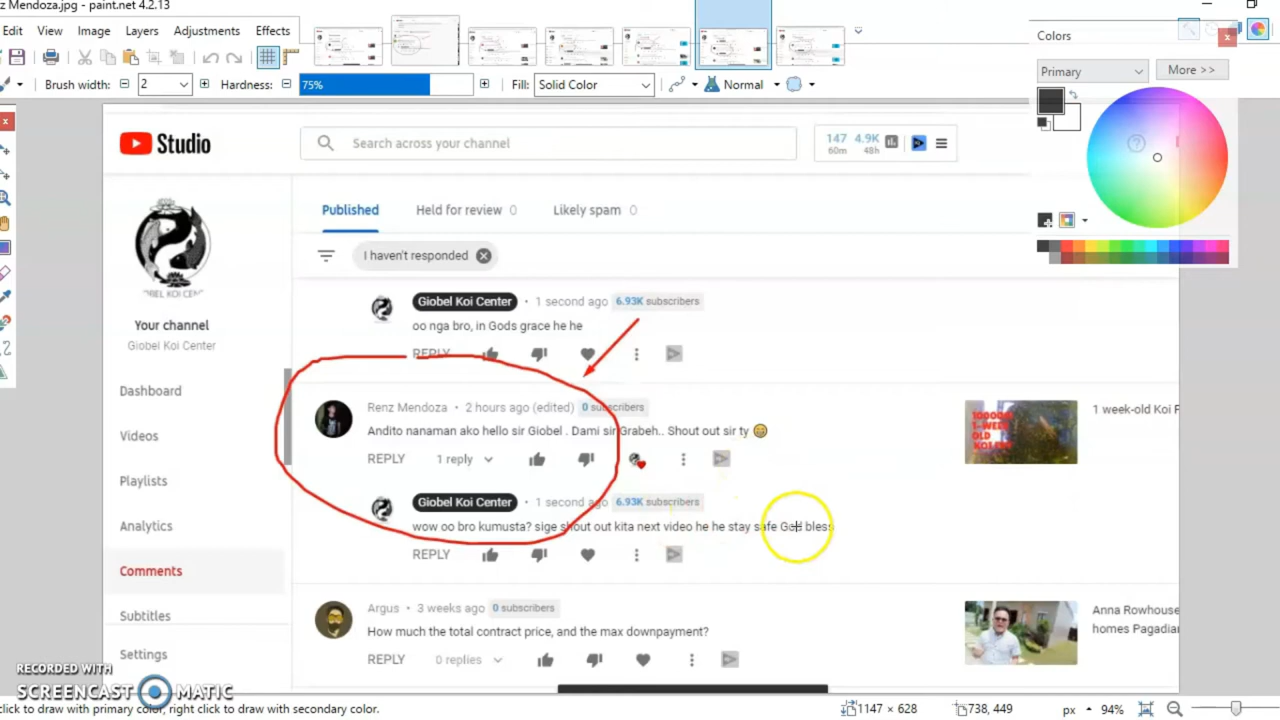 z Mendoza.jpg - paint.net 4.2.13
Edit View Image Layers Adjustments Effects
Brush width: 2 Hardness: 75% Fill: Solid Color Normal
Colors
Primary More >>
Studio
Search across your channel
147 4.9K
60m 48h
Published Held for review 0 Likely spam 0
I haven't responded
Your channel
Giobel Koi Center
Dashboard
Videos
Playlists
Analytics
Comments
Subtitles
Settings
Giobel Koi Center • 1 second ago 6.93K subscribers
oo nga bro, in Gods grace he he
REPLY
Renz Mendoza • 2 hours ago (edited) 0 subscribers
Andito nanaman ako hello sir Giobel . Dami sir Grabeh.. Shout out sir ty
REPLY 1 reply
1 week-old Koi F
Giobel Koi Center • 1 second ago 6.93K subscribers
wow oo bro kumusta? sige shout out kita next video he he stay safe God bless
REPLY
Argus • 3 weeks ago 0 subscribers
How much the total contract price, and the max downpayment?
REPLY 0 replies
Anna Rowhouse
homes Pagadian
RECORDED WITH
SCREENCAST MATIC
click to draw with primary color, right click to draw with secondary color.
1147 × 628 738, 449 px 94%